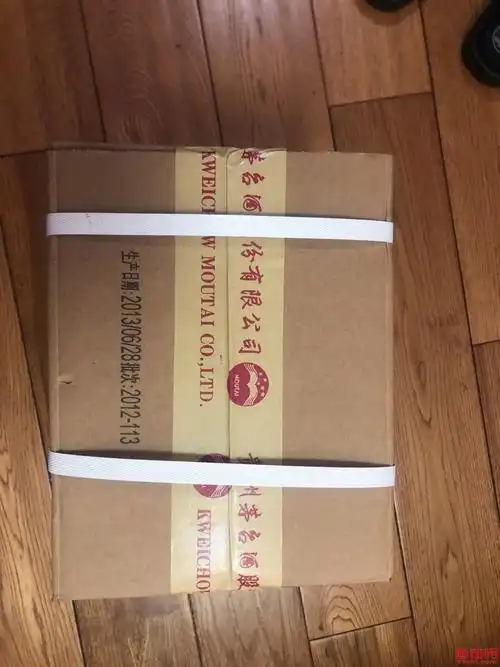 茅台酒 份有限公司
MOUTAI
州茅台酒股
KWEICHOW MOUTAI CO.,LTD.
KWEICHO
生产日期:2013/06/28批次:2012-113